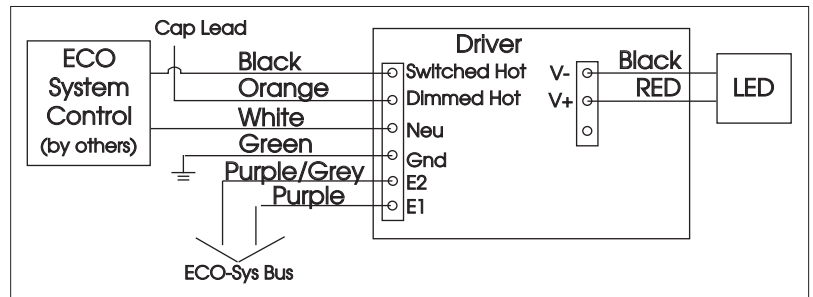 Cap Lead
ECO
System
Control
(by others)
Black
Orange
White
Green
Purple/Grey
Purple
ECO-Sys Bus
Driver
Switched Hot
Dimmed Hot
Neu
Gnd
E2
E1
V-
V+
Black
RED
LED